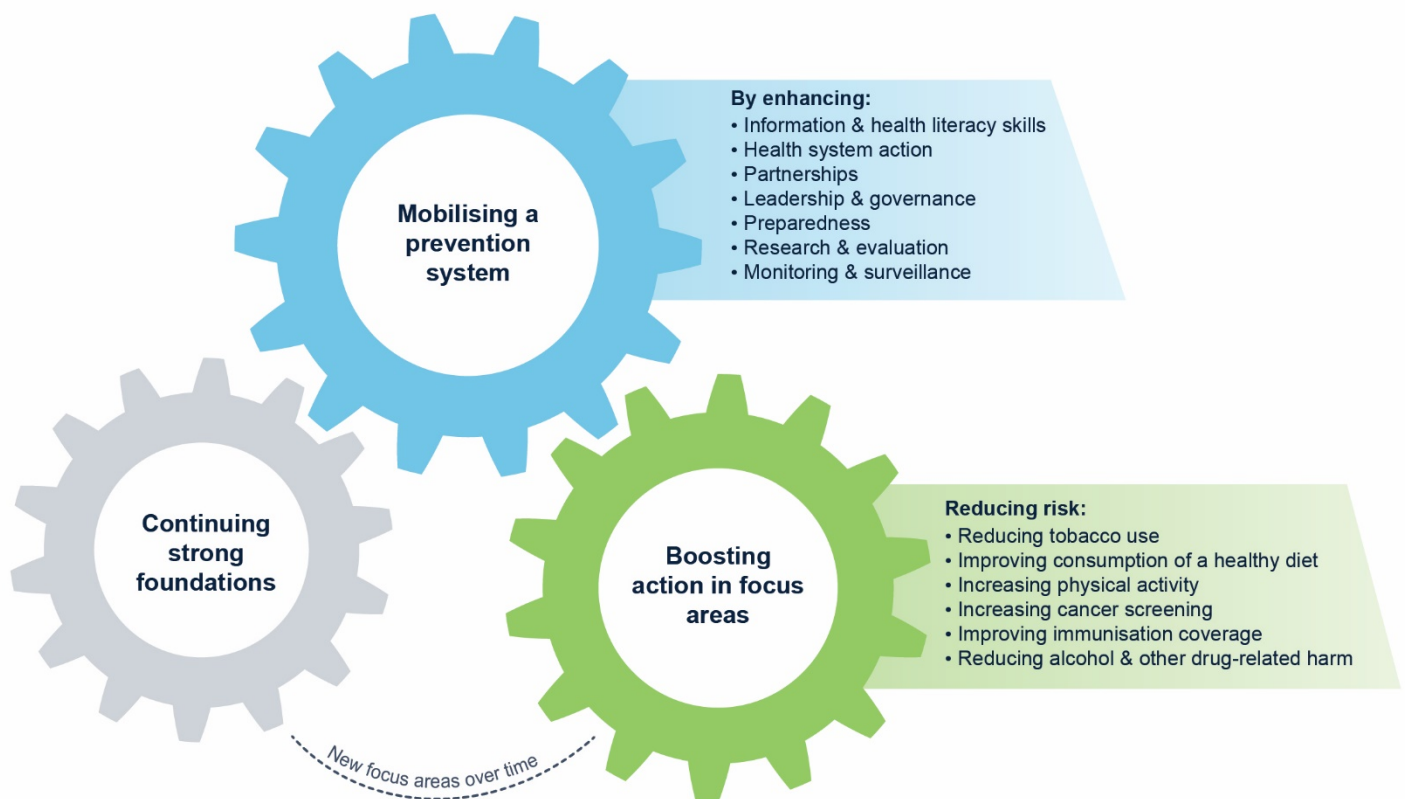 Mobilising a
prevention
system
By enhancing:
• Information & health literacy skills
• Health system action
• Partnerships
• Leadership & governance
• Preparedness
• Research & evaluation
• Monitoring & surveillance
Continuing
strong
foundations
Boosting
action in focus
areas
Reducing risk:
• Reducing tobacco use
• Improving consumption of a healthy diet
• Increasing physical activity
• Increasing cancer screening
• Improving immunisation coverage
• Reducing alcohol & other drug-related harm
New focus areas over time